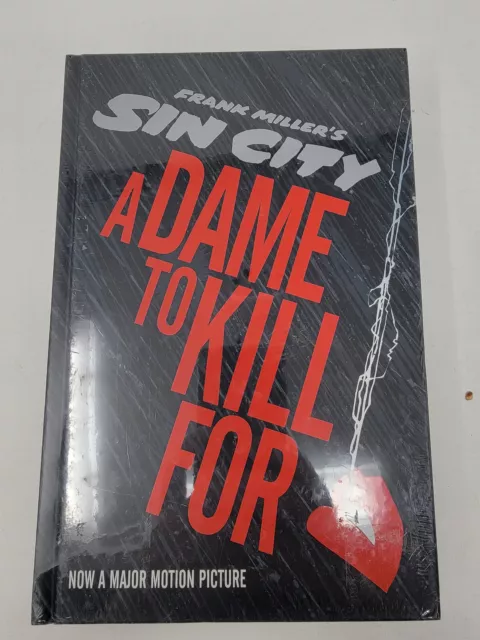 FRANK MILLER'S
SIN CITY
A DAME
TO KILL
FOR
NOW A MAJOR MOTION PICTURE